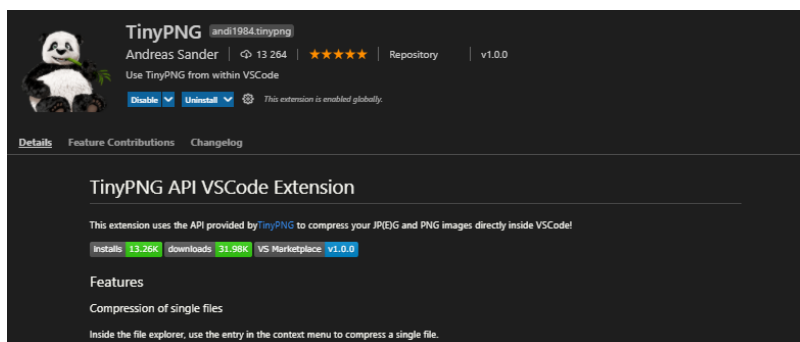 TinyPNG andi1984.tinypng
Andreas Sander | 13 264 | ★★★★★ | Repository | v1.0.0
Use TinyPNG from within VSCode
Disable Uninstall This extension is enabled globally.
Details Feature Contributions Changelog
TinyPNG API VSCode Extension
This extension uses the API provided byTinyPNG to compress your JP(E)G and PNG images directly inside VSCode!
installs 13.26K downloads 31.98K VS Marketplace v1.0.0
Features
Compression of single files
Inside the file explorer, use the entry in the context menu to compress a single file.